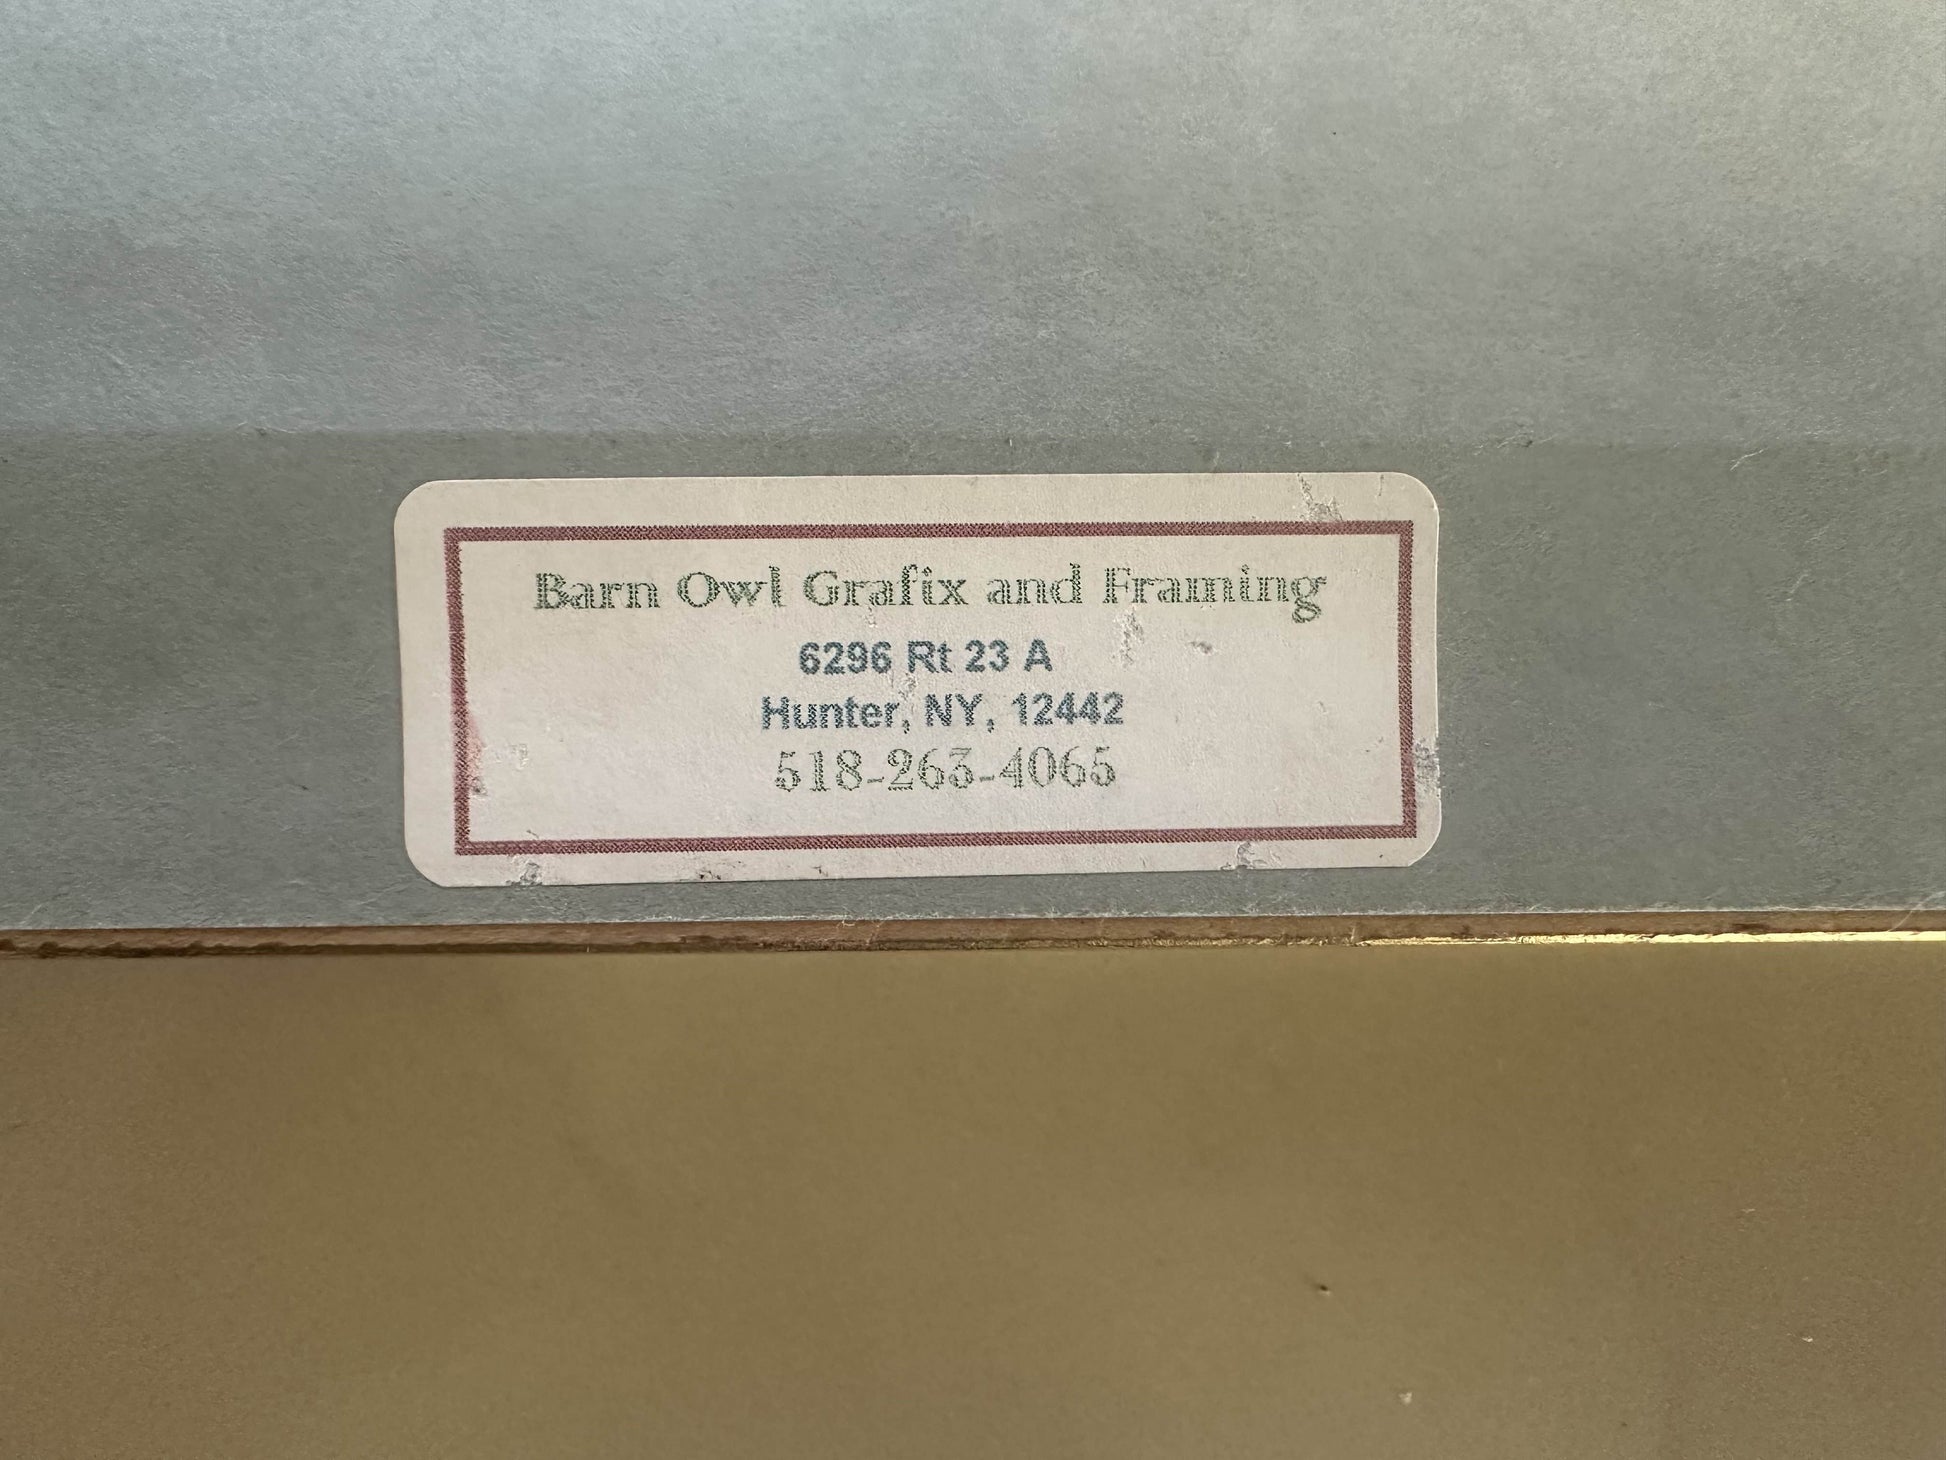 Barn Owl Grafix and Framing
6296 Rt 23 A
Hunter, NY, 12442
518-263-4065